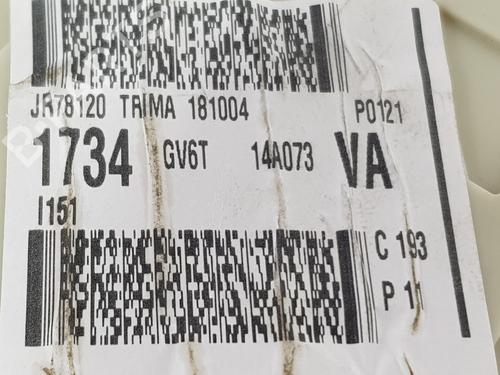 JR78120 TRIMA 181004 P0121
1734 GV6T 14A073 VA
I151
C 193
P 11